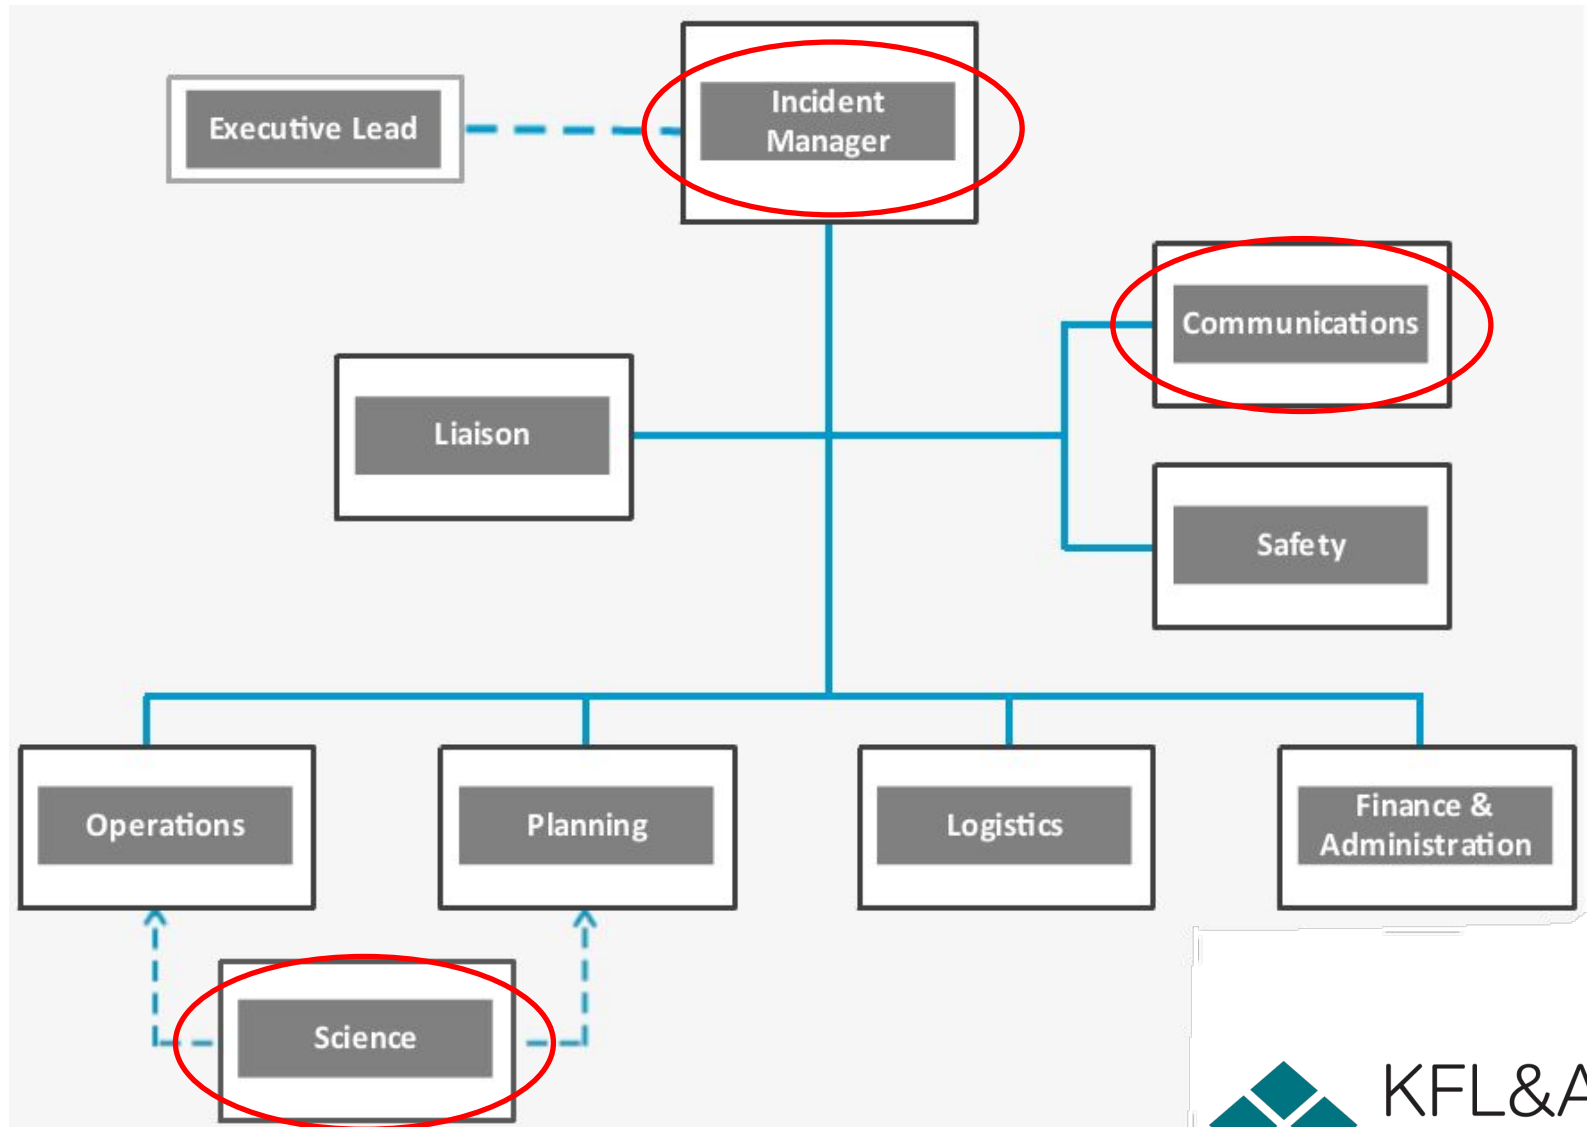 Incident
Manager
Executive Lead
Communications
Liaison
Safety
Operations
Planning
Logistics
Finance &
Administration
Science
KFL&A